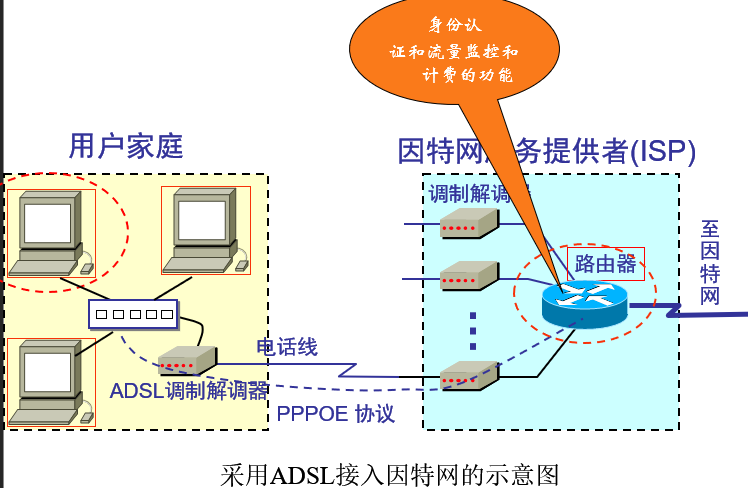 身份认
证和流量监控和
计费的功能
用户家庭
因特网务提供者(ISP)
调制解调
路由器
至
因
特
网
电话线
ADSL调制解调器
PPPOE 协议
采用ADSL接入因特网的示意图